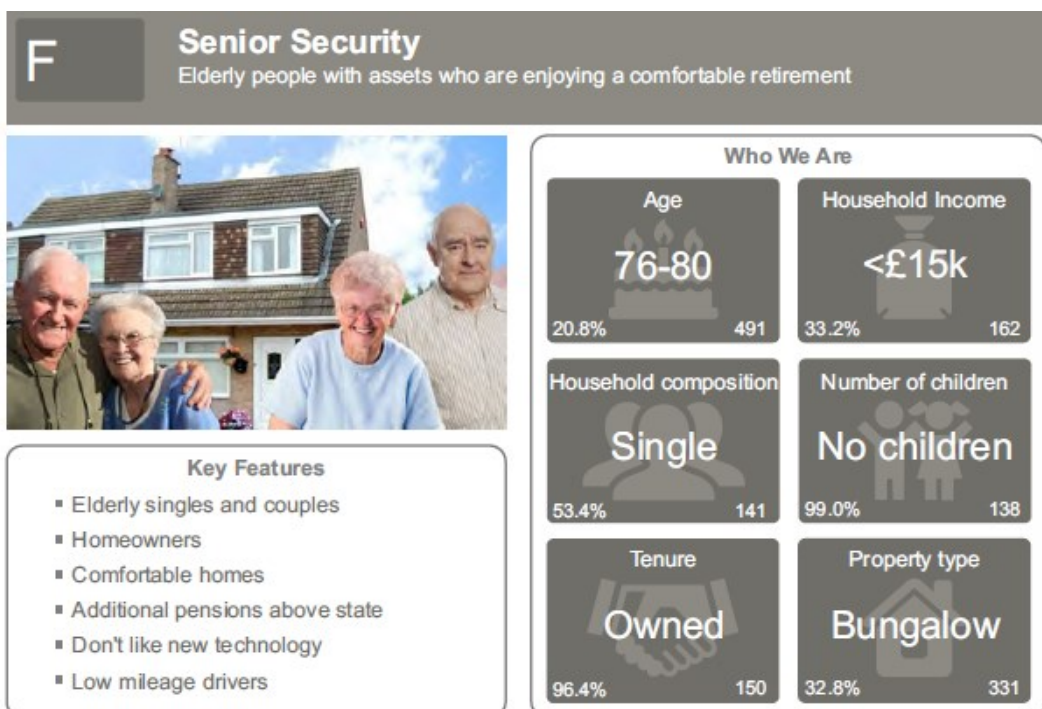 F
Senior Security
Elderly people with assets who are enjoying a comfortable retirement
Key Features
▪ Elderly singles and couples
▪ Homeowners
▪ Comfortable homes
▪ Additional pensions above state
▪ Don't like new technology
▪ Low mileage drivers
Who We Are
Age
76-80
20.8% 491
Household Income
<£15k
33.2% 162
Household composition
Single
53.4% 141
Number of children
No children
99.0% 138
Tenure
Owned
96.4% 150
Property type
Bungalow
32.8% 331